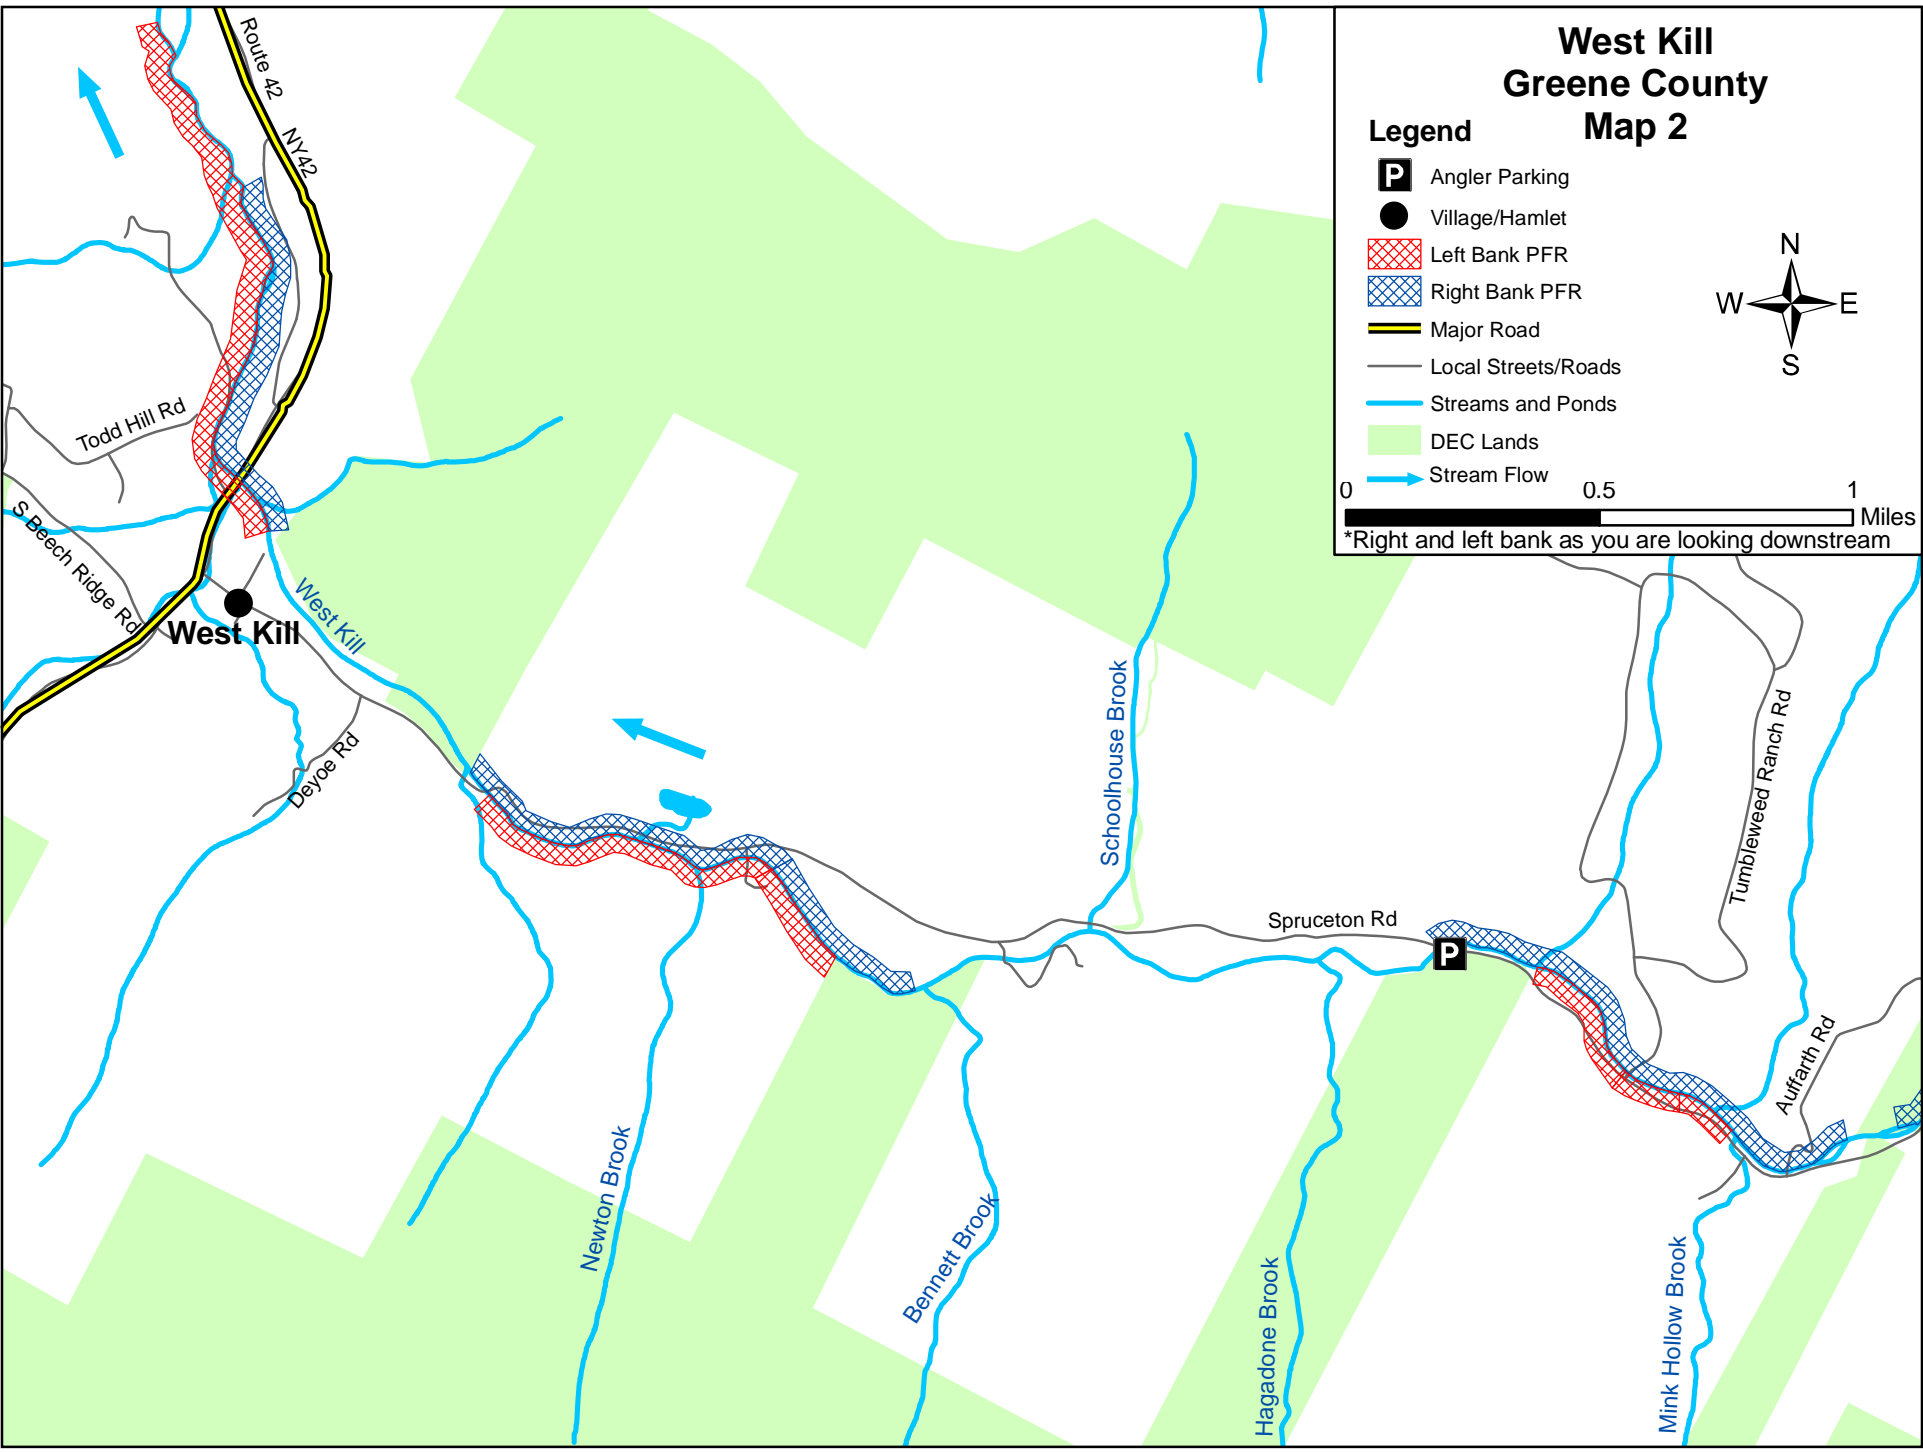 West Kill
Greene County
Map 2
Legend
P Angler Parking
Village/Hamlet
Left Bank PFR
Right Bank PFR
Major Road
Local Streets/Roads
Streams and Ponds
DEC Lands
Stream Flow
N
W E
S
0 0.5 1
Miles
*Right and left bank as you are looking downstream
Route 42
NY42
Todd Hill Rd
S Beech Ridge Rd
West Kill
West Kill
Deyoe Rd
Schoolhouse Brook
Tumbleweed Ranch Rd
Spruceton Rd
P
Auffarth Rd
Newton Brook
Bennett Brook
Hagadone Brook
Mink Hollow Brook